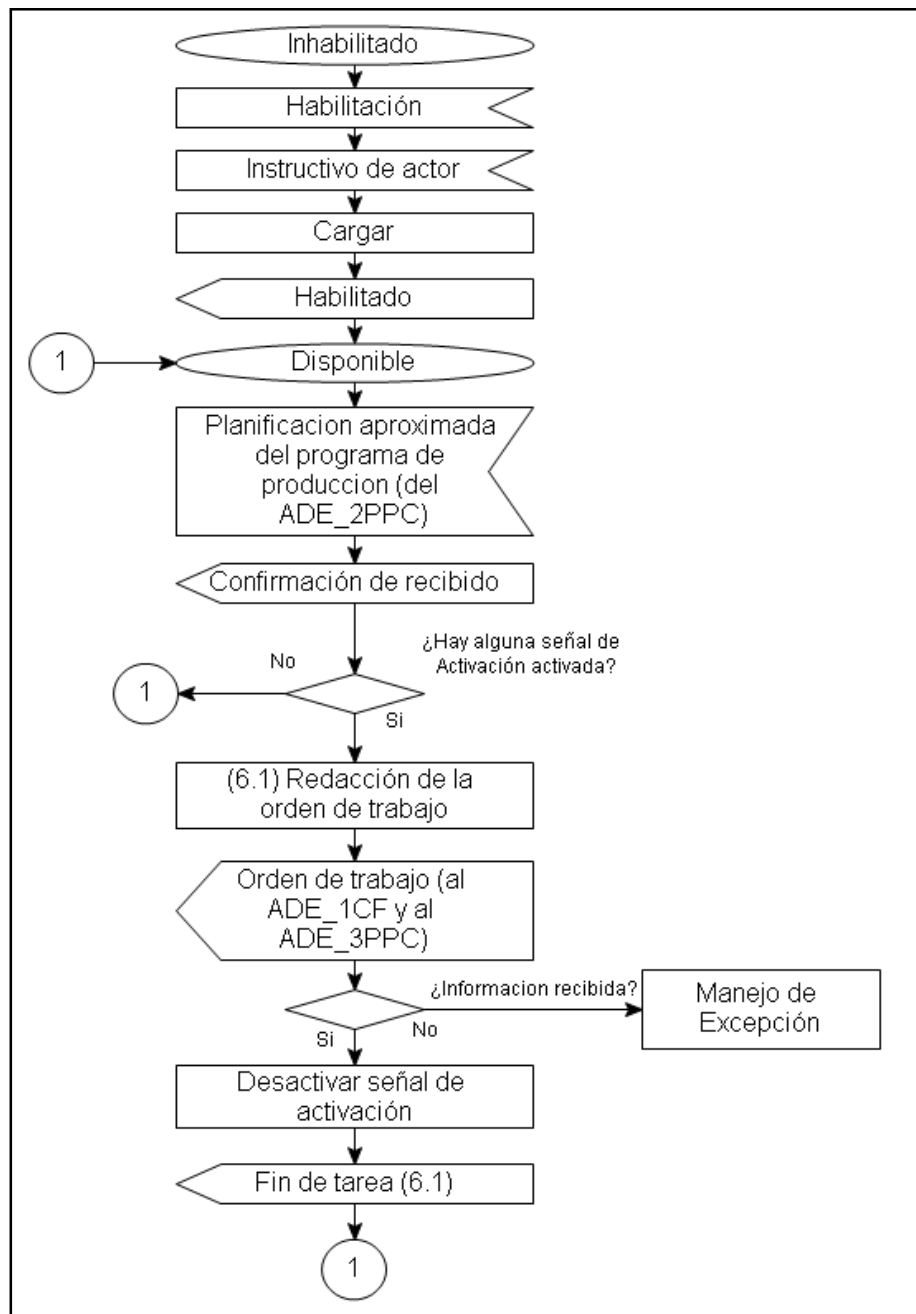 Inhabilitado
Habilitación
Instructivo de actor
Cargar
Habilitado
1
Disponible
Planificacion aproximada
del programa de
produccion (del
ADE_2PPC)
Confirmación de recibido
¿Hay alguna señal de
Activación activada?
No
1
Si
(6.1) Redacción de la
orden de trabajo
Orden de trabajo (al
ADE_1CF y al
ADE_3PPC)
¿Informacion recibida?
Manejo de
Excepción
Si
No
Desactivar señal de
activación
Fin de tarea (6.1)
1